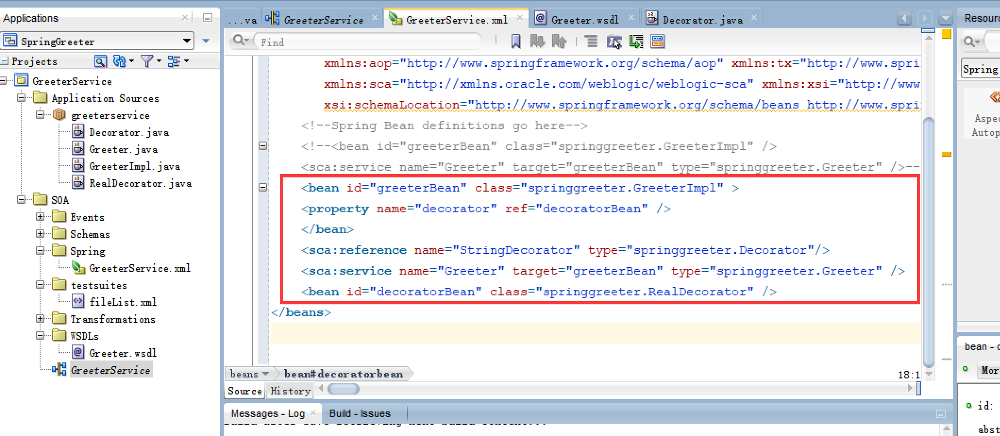 Applications
SpringGreeter
Projects
GreeterService
Application Sources
greeterservice
Decorator.java
Greeter.java
GreeterImpl.java
RealDecorator.java
SOA
Events
Schemas
Spring
GreeterService.xml
testsuites
fileList.xml
Transformations
WSDLs
Greeter.wsdl
GreeterService
...va
GreeterService
GreeterService.xml
Greeter.wsdl
Decorator.java
Find
xmlns:aop="http://www.springframework.org/schema/aop" xmlns:tx="http://www.spri
xmlns:sca="http://xmlns.oracle.com/weblogic/weblogic-sca" xmlns:xsi="http://www
xsi:schemaLocation="http://www.springframework.org/schema/beans http://www.spri
<!--Spring Bean definitions go here-->
<!--<bean id="greeterBean" class="springgreeter.GreeterImpl" />
<sca:service name="Greeter" target="greeterBean" type="springgreeter.Greeter" />--
<bean id="greeterBean" class="springgreeter.GreeterImpl" >
<property name="decorator" ref="decoratorBean" />
</bean>
<sca:reference name="StringDecorator" type="springgreeter.Decorator"/>
<sca:service name="Greeter" target="greeterBean" type="springgreeter.Greeter" />
<bean id="decoratorBean" class="springgreeter.RealDecorator" />
</beans>
beans
bean#decoratorbean
18:1
Source
History
Messages - Log
Build - Issues
Resourc
Spring
Aspec
Autop
bean - c
Mor
id:
abst